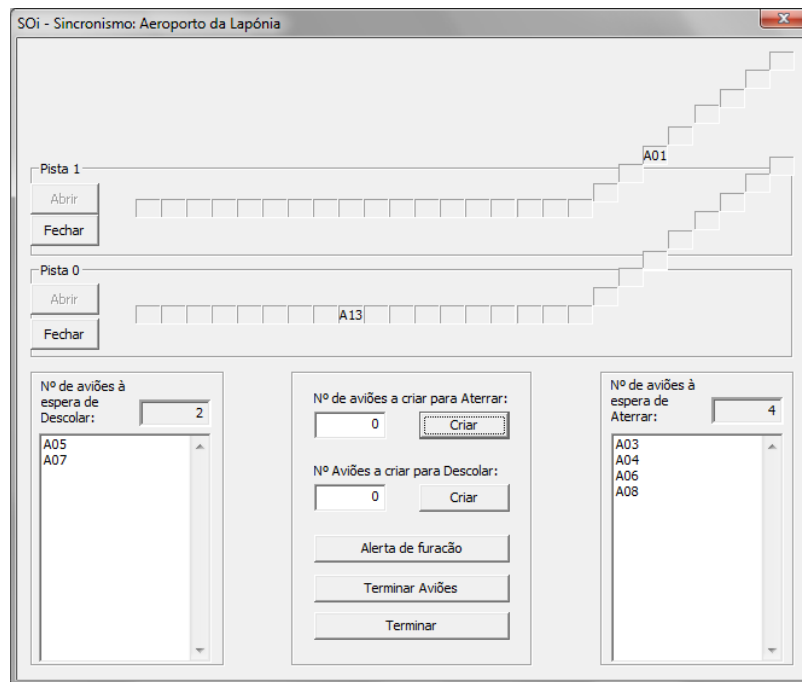 SOi - Sincronismo: Aeroporto da Lapónia
A01
Pista 1
Abrir
Fechar
Pista 0
Abrir
A13
Fechar
Nº de aviões à
espera de
Descolar:
2
A05
A07
Nº de aviões a criar para Aterrar:
0
Criar
Nº Aviões a criar para Descolar:
0
Criar
Alerta de furacão
Terminar Aviões
Terminar
Nº de aviões à
espera de
Aterrar:
4
A03
A04
A06
A08